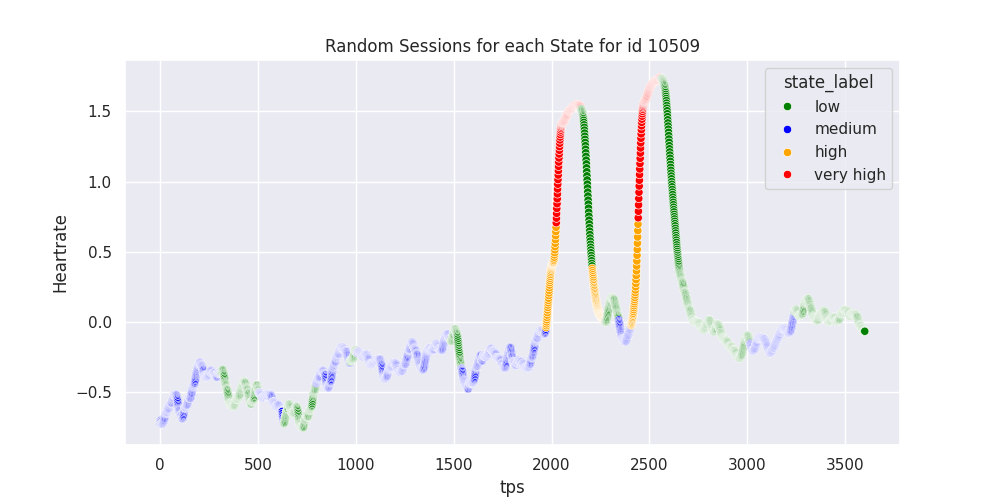 Random Sessions for each State for id 10509
state_label
low
medium
high
very high
1.5
1.0
0.5
0.0
−0.5
Heartrate
0
500
1000
1500
2000
2500
3000
3500
tps